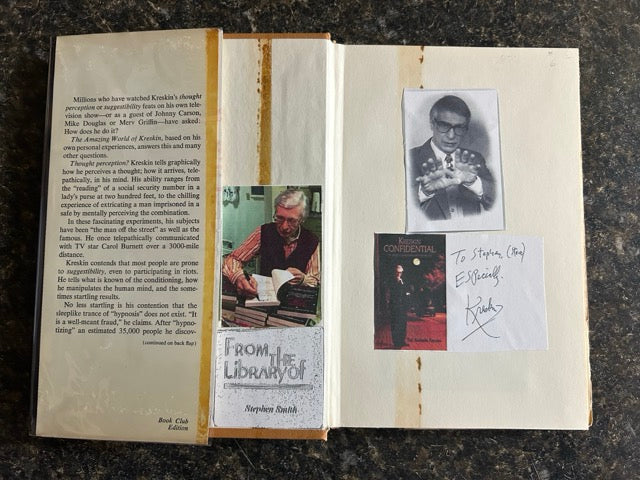 Millions who have watched Kreskin's thought
perception or suggestibility feats on his own tele-
vision show—or as a guest of Johnny Carson,
Mike Douglas or Merv Griffin—have asked:
How does he do it?
The Amazing World of Kreskin, based on his
own personal experiences, answers this and many
other questions.
Thought perception? Kreskin tells graphically
how he perceives a thought; how it arrives, tele-
pathically, in his mind. His ability ranges from
the "reading" of a social security number in a
lady's purse at two hundred feet, to the chilling
experience of extricating a man imprisoned in a
safe by mentally perceiving the combination.
In these fascinating experiments, his subjects
have been "the man off the street" as well as the
famous. He once telepathically communicated
with TV star Carol Burnett over a 3000-mile
distance.
Kreskin contends that most people are prone
to suggestibility, even to participating in riots.
He tells what is known of the conditioning, how
he manipulates the human mind, and the some-
times startling results.
No less startling is his contention that the
sleeplike trance of "hypnosis" does not exist. "It
is a well-meant fraud," he claims. After "hypno-
tizing" an estimated 35,000 people he discov-
(continued on back flap)
Book Club
Edition
FROM
THE
LIBRARY of
Stephen Smith
KRESKIN
CONFIDENTIAL
To Stephen
ESPecially
Kreskin